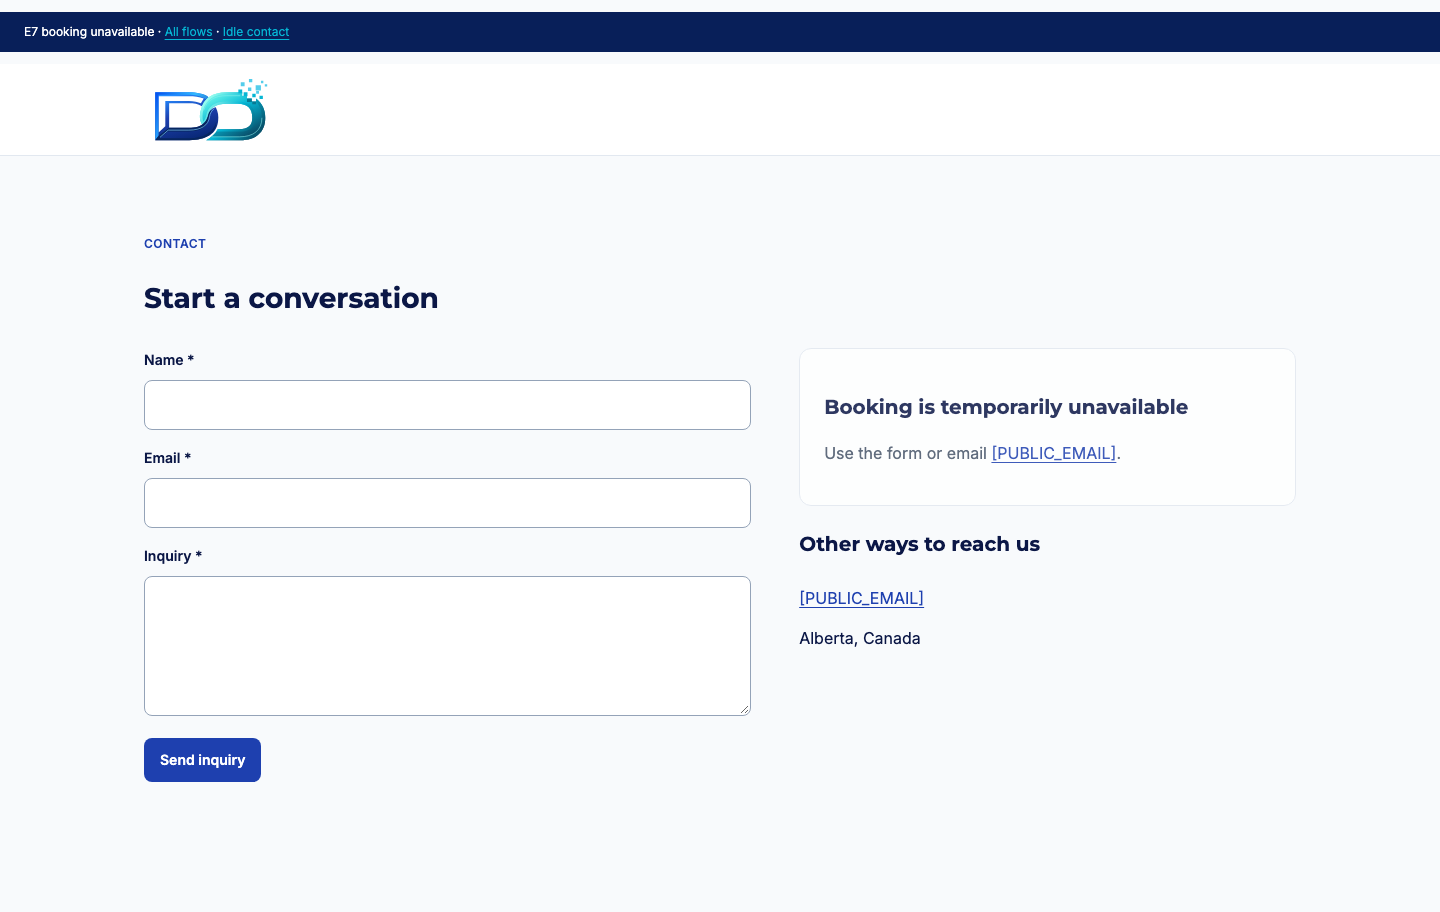 E7 booking unavailable · All flows · Idle contact
DO
CONTACT
Start a conversation
Name *
Email *
Inquiry *
Send inquiry
Booking is temporarily unavailable
Use the form or email [PUBLIC_EMAIL].
Other ways to reach us
[PUBLIC_EMAIL]
Alberta, Canada